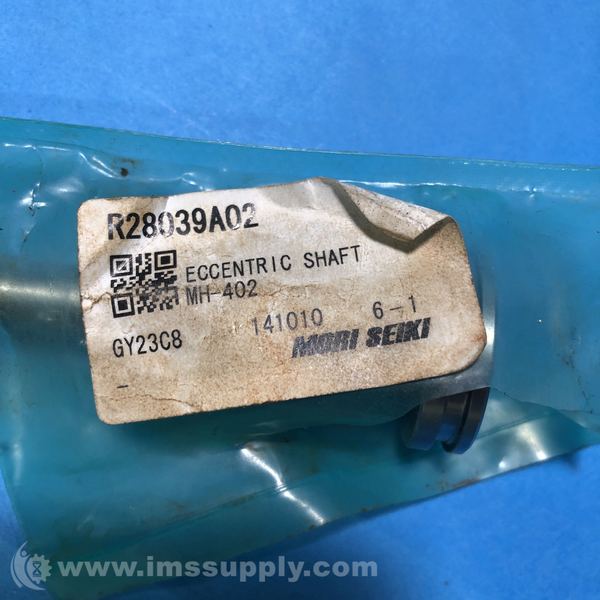 R28039A02
ECCENTRIC SHAFT
MH-402
141010 6-1
GY23C8
MORI SEIKI
-
www.imssupply.com